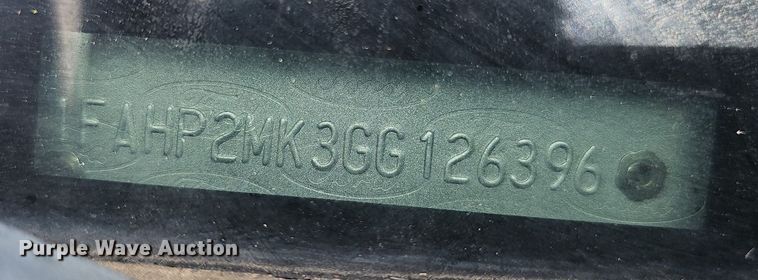 1FAHP2MK3GG126396
Purple Wave Auction